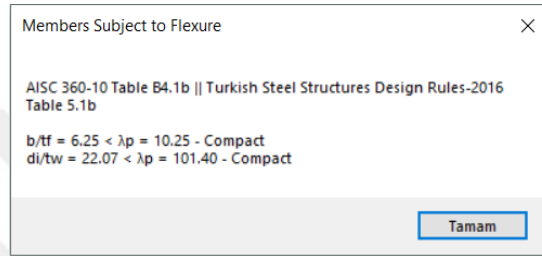 Members Subject to Flexure
AISC 360-10 Table B4.1b || Turkish Steel Structures Design Rules-2016
Table 5.1b
b/tf = 6.25 < λp = 10.25 - Compact
di/tw = 22.07 < λp = 101.40 - Compact
Tamam